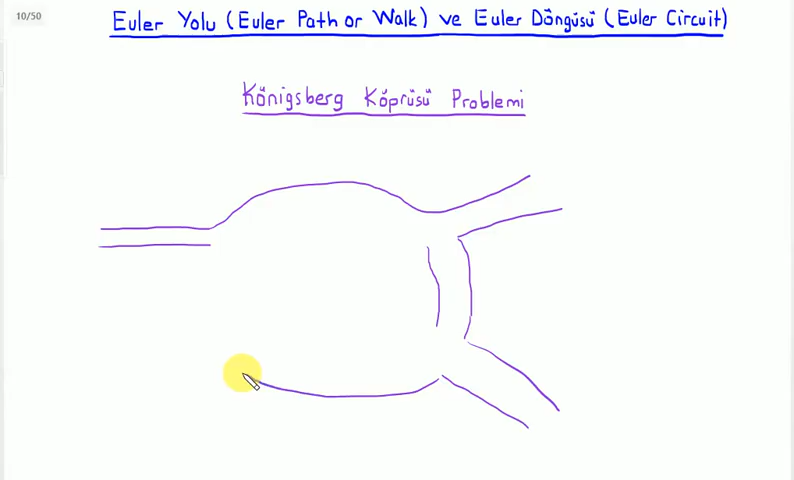 10/50
Euler Yolu (Euler Path or Walk) ve Euler Döngüsü (Euler Circuit)
Königsberg Köprüsü Problemi